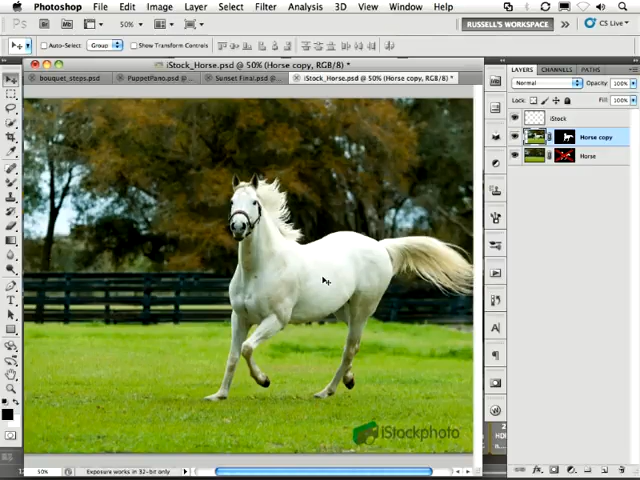 Photoshop File Edit Image Layer Select Filter Analysis 3D View Window Help
Ps Br Mb 50% RUSSELL'S WORKSPACE >> CS Live
Auto-Select: Group Show Transform Controls
iStock_Horse.psd @ 50% (Horse copy, RGB/8) *
bouquet_steps.psd PuppetPano.psd @ ... Sunset Final.psd @ ... iStock_Horse.psd @ 50% (Horse copy, RGB/8) *
LAYERS CHANNELS PATHS
Normal Opacity: 100%
Lock: Fill: 100%
iStock
Horse copy
Horse
iStockphoto
50% Exposure works in 32-bit only